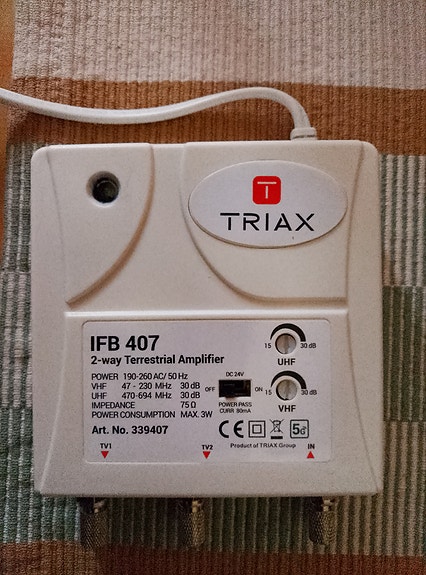 T
TRIAX
IFB 407
2-way Terrestrial Amplifier
POWER 190-260 AC/ 50 Hz
VHF 47 - 230 MHz 30 dB
UHF 470-694 MHz 30 dB
IMPEDANCE 75 Ω
POWER CONSUMPTION MAX. 3W
Art. No. 339407
DC 24V
OFF ON
POWER PASS
CURR 80mA
15 30 dB
UHF
15 30 dB
VHF
CE 5G
Product of TRIAX Group
TV1 TV2 IN